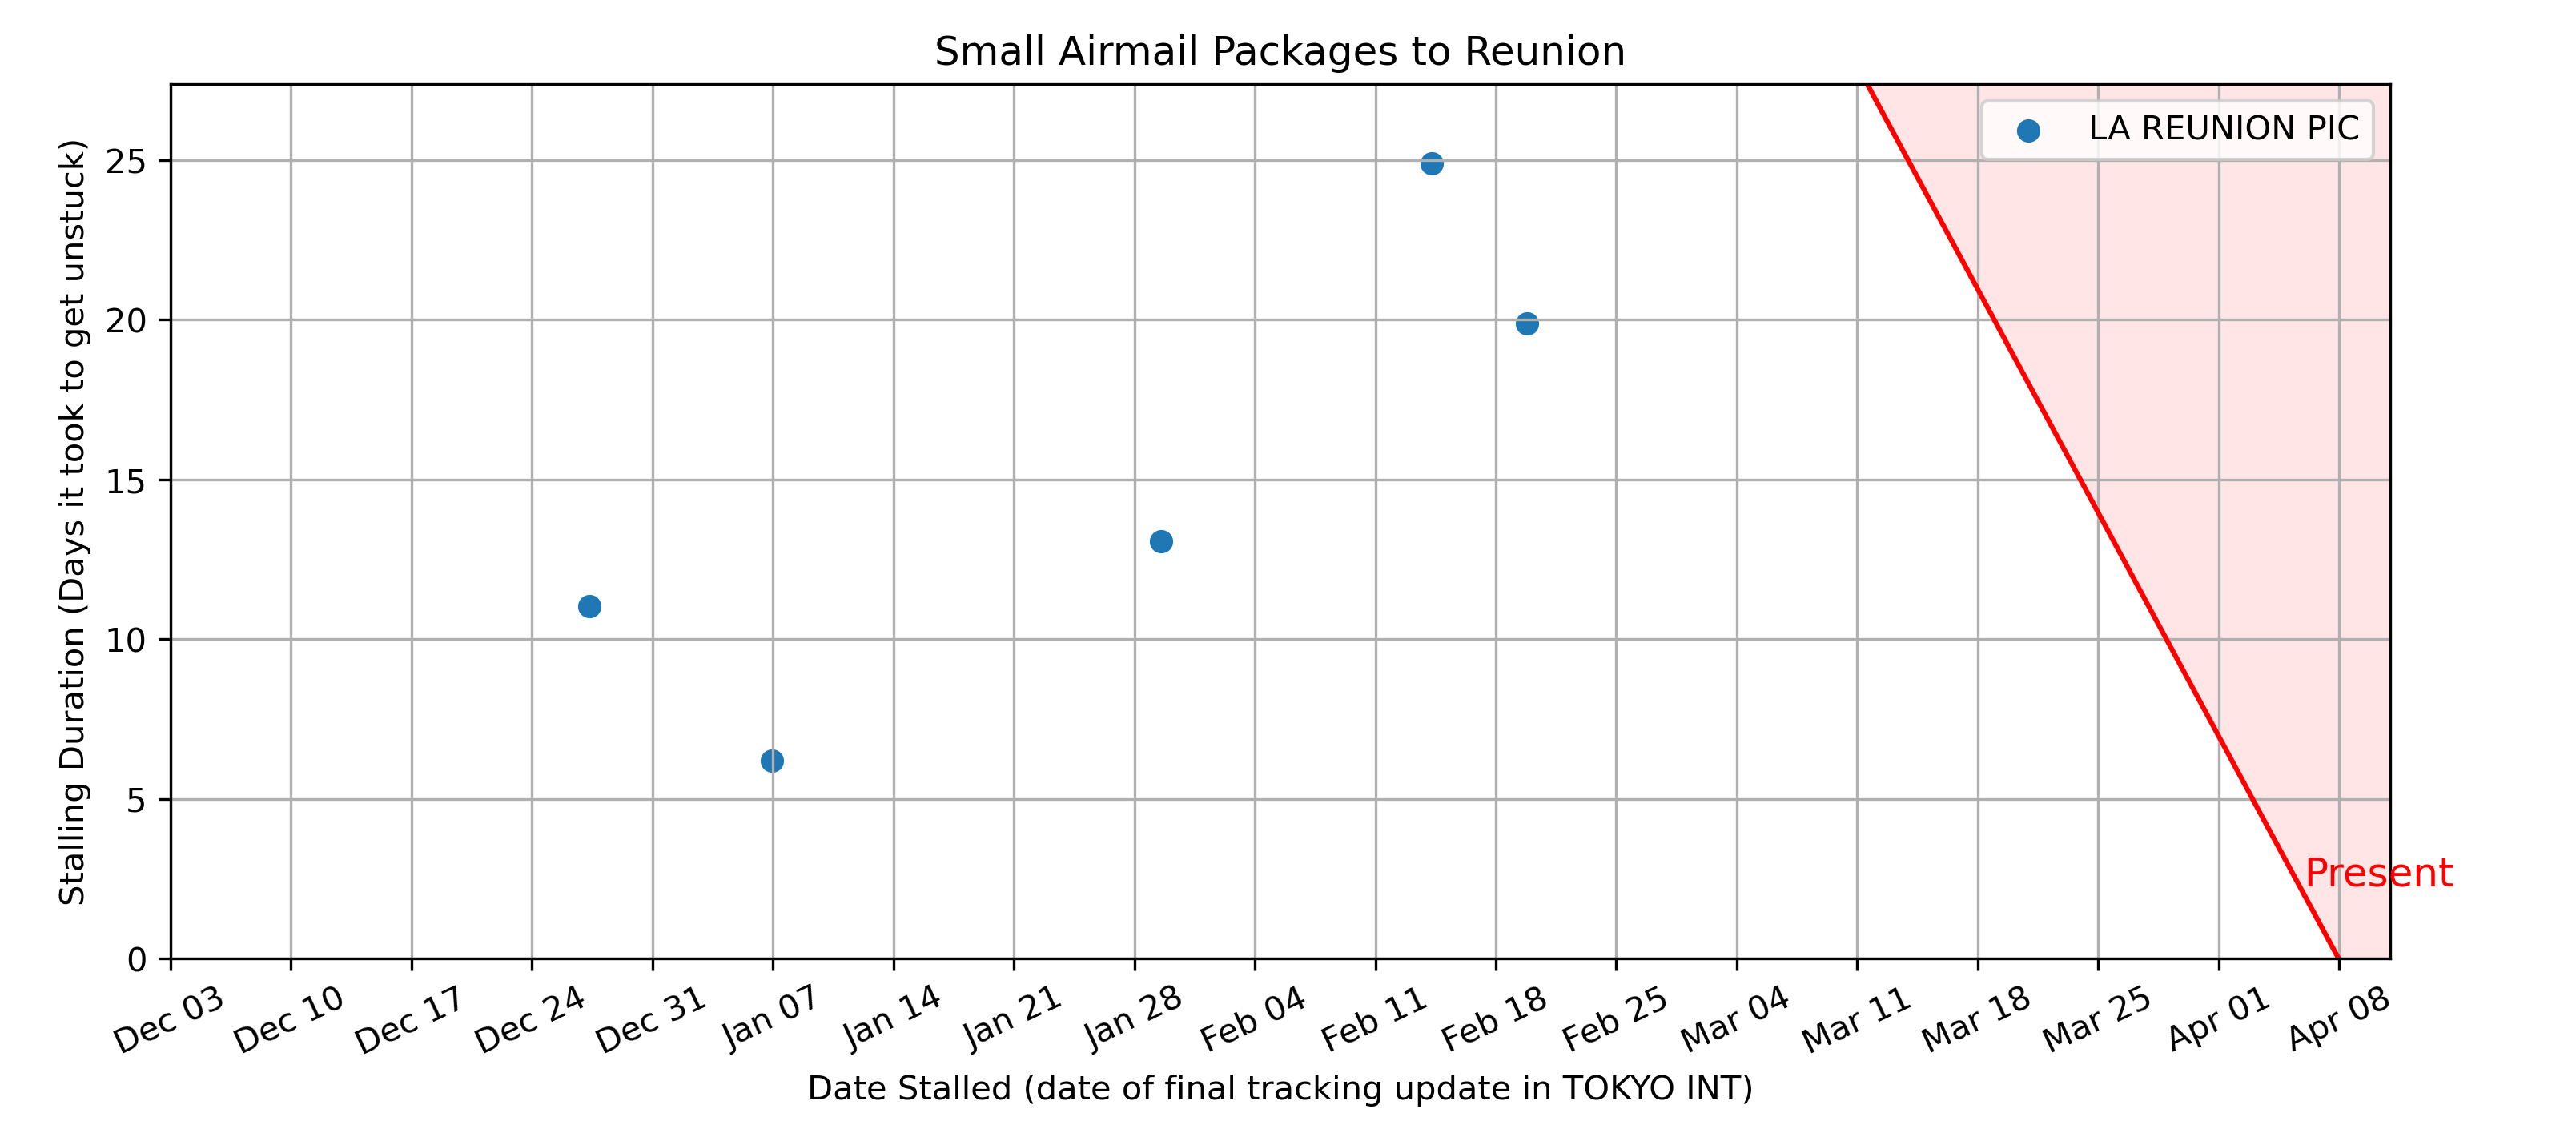 Small Airmail Packages to Reunion
LA REUNION PIC
Stalling Duration (Days it took to get unstuck)
25
20
15
10
5
0
Present
Dec 03
Dec 10
Dec 17
Dec 24
Dec 31
Jan 07
Jan 14
Jan 21
Jan 28
Feb 04
Feb 11
Feb 18
Feb 25
Mar 04
Mar 11
Mar 18
Mar 25
Apr 01
Apr 08
Date Stalled (date of final tracking update in TOKYO INT)